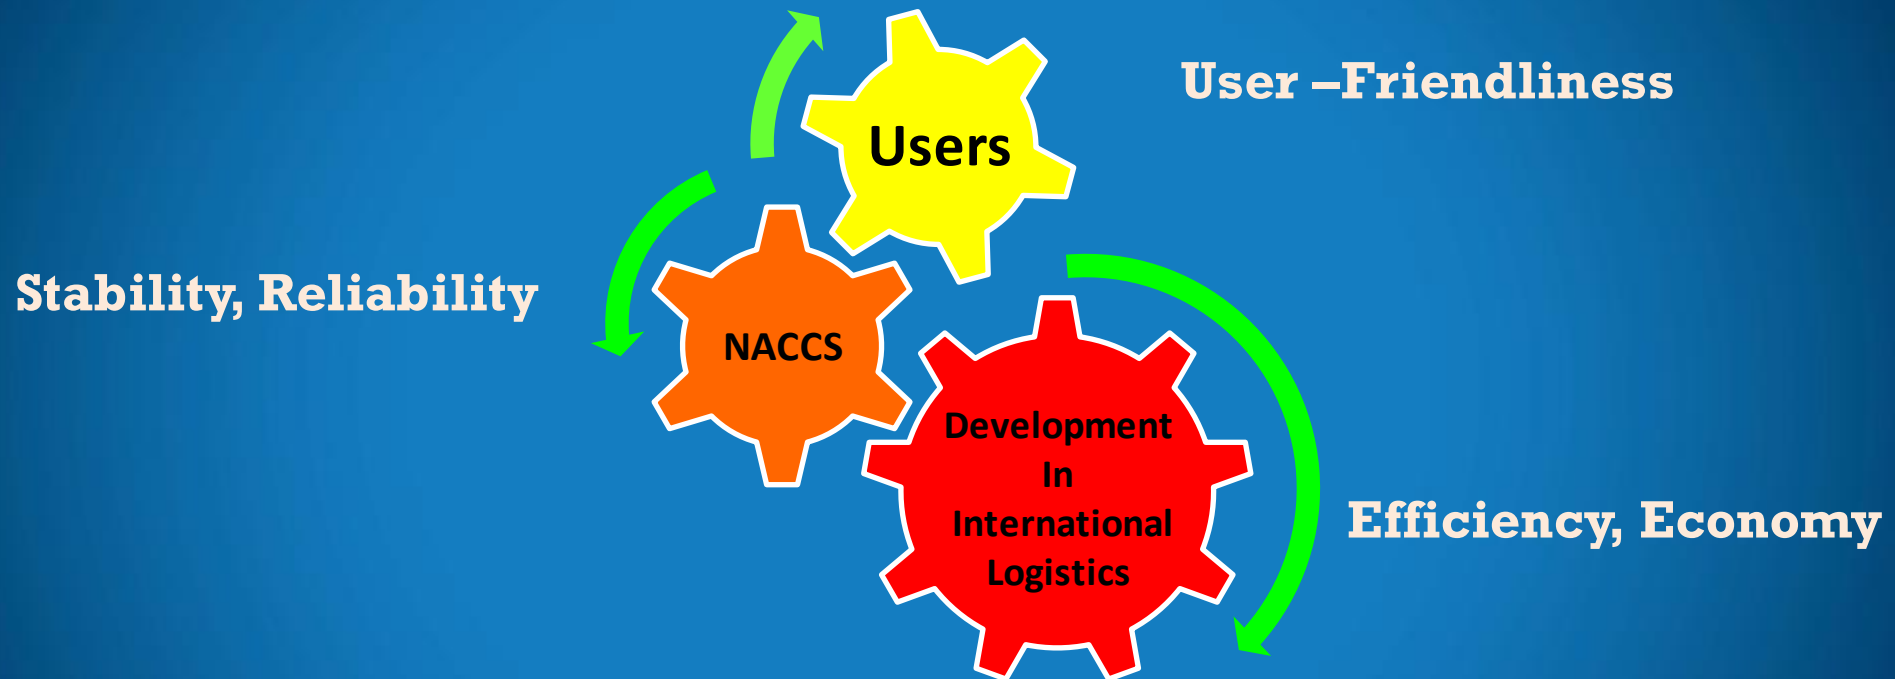 User –Friendliness
Users
Stability, Reliability
NACCS
Development
In
International
Logistics
Efficiency, Economy